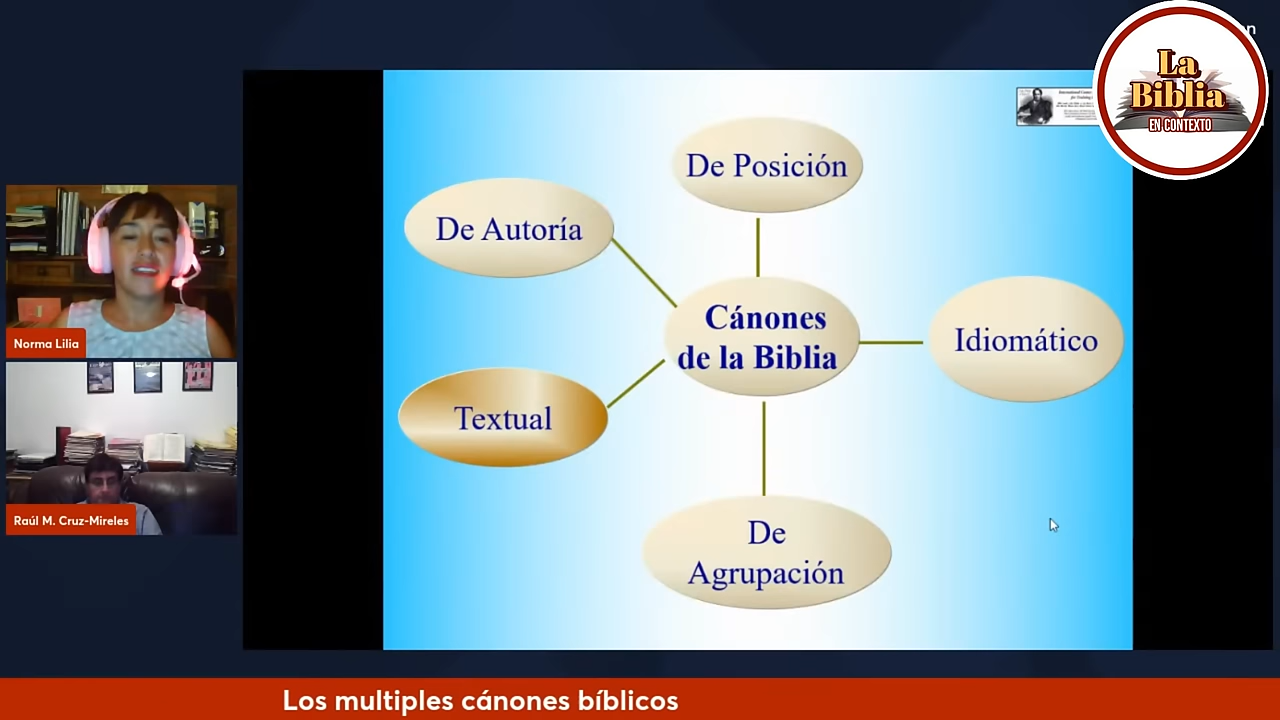 La
Biblia
EN CONTEXTO
De Posición
De Autoría
Cánones
de la Biblia
Idiomático
Textual
De
Agrupación
Norma Lilia
Raúl M. Cruz-Mireles
Los multiples cánones bíblicos